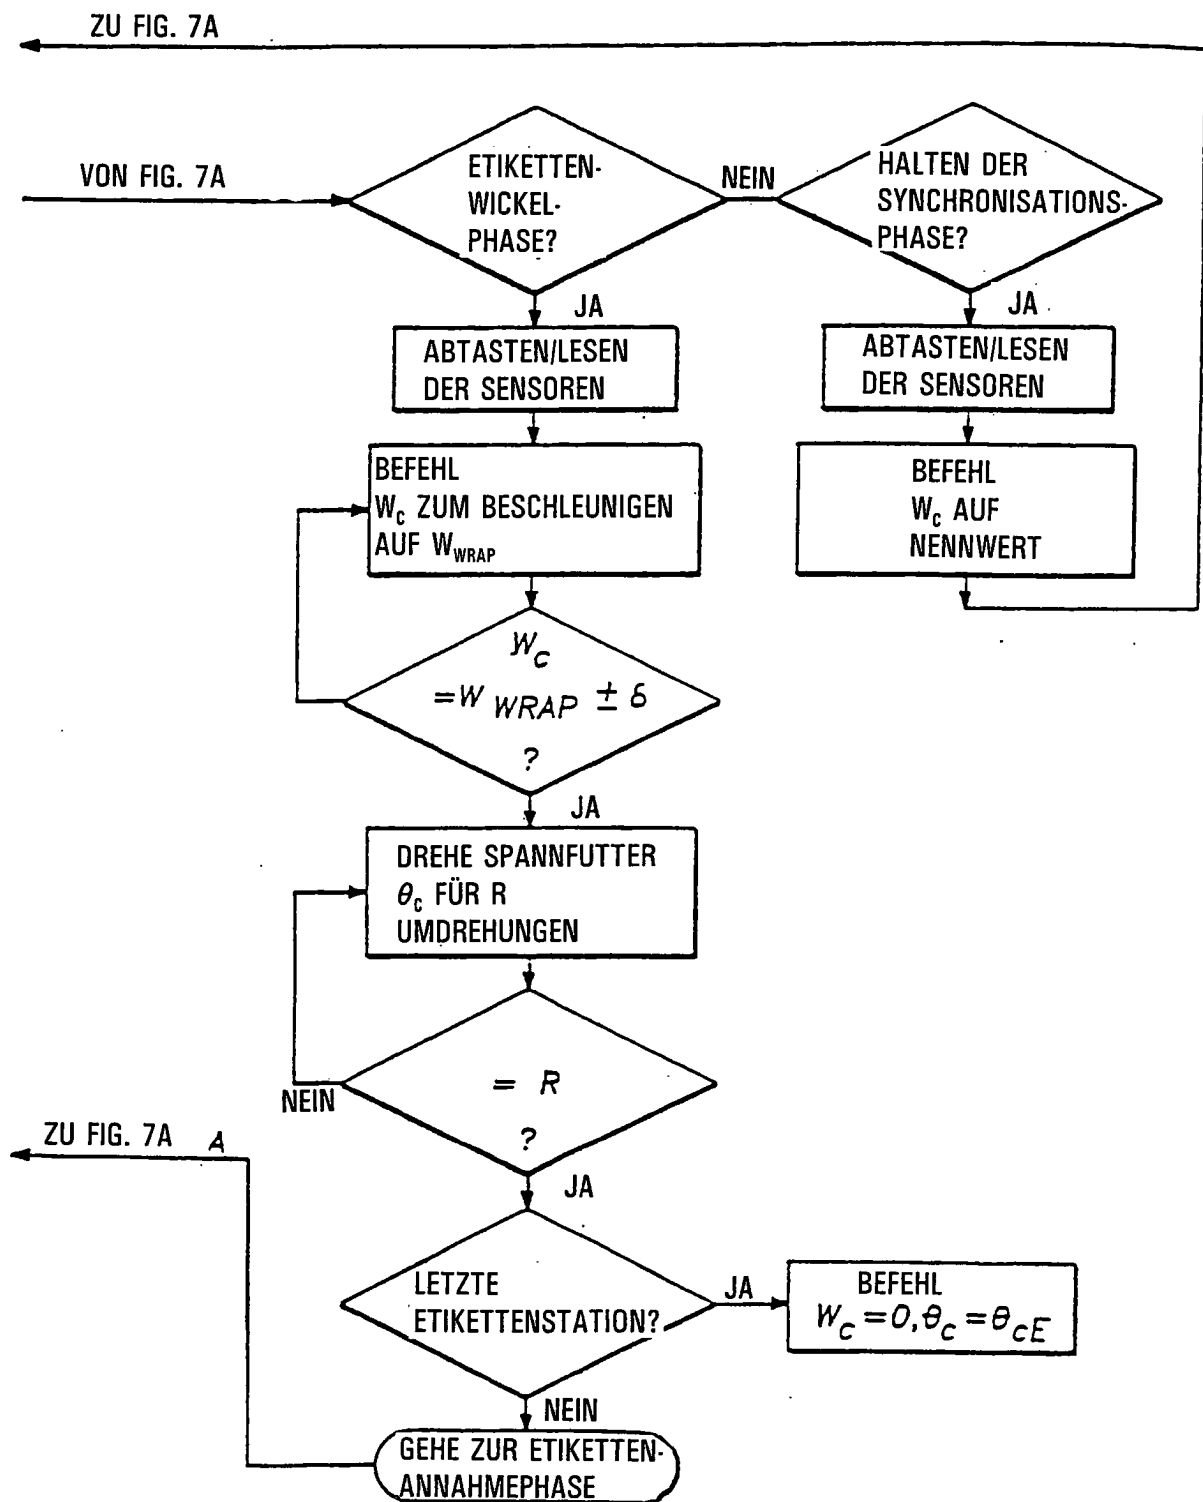 ZU FIG. 7A
VON FIG. 7A
ETIKETTEN-
WICKEL-
PHASE?
NEIN
HALTEN DER
SYNCHRONISATIONS-
PHASE?
JA
JA
ABTASTEN/LESEN
DER SENSOREN
ABTASTEN/LESEN
DER SENSOREN
BEFEHL
W_c ZUM BESCHLEUNIGEN
AUF W_WRAP
BEFEHL
W_c AUF
NENNWERT
W_c
=W_WRAP ± δ
?
JA
DREHE SPANNFUTTER
θ_c FÜR R
UMDREHUNGEN
= R
?
NEIN
ZU FIG. 7A A
JA
LETZTE
ETIKETTENSTATION?
JA
BEFEHL
W_c=0, θ_c=θ_cE
NEIN
GEHE ZUR ETIKETTEN-
ANNAHMEPHASE